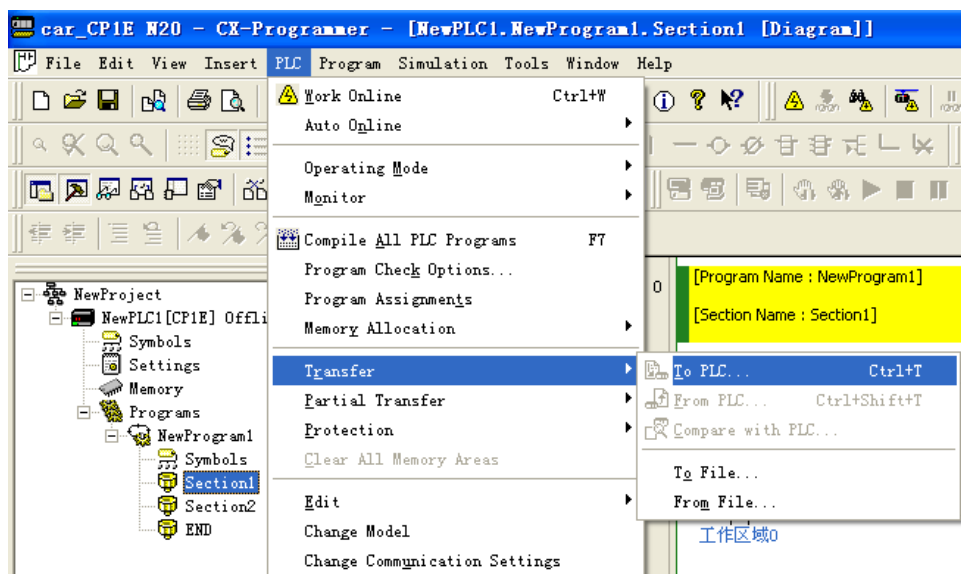 car_CP1E N20 - CX-Programmer - [NewPLC1.NewProgram1.Section1 [Diagram]]
File Edit View Insert PLC Program Simulation Tools Window Help
Work Online Ctrl+W
Auto Online
Operating Mode
Monitor
Compile All PLC Programs F7
Program Check Options...
Program Assignments
Memory Allocation
Transfer
Partial Transfer
Protection
Clear All Memory Areas
Edit
Change Model
Change Communication Settings
To PLC... Ctrl+T
From PLC... Ctrl+Shift+T
Compare with PLC...
To File...
From File...
NewProject
NewPLC1[CP1E] Offli
Symbols
Settings
Memory
Programs
NewProgram1
Symbols
Section1
Section2
END
0
[Program Name : NewProgram1]
[Section Name : Section1]
工作区域0